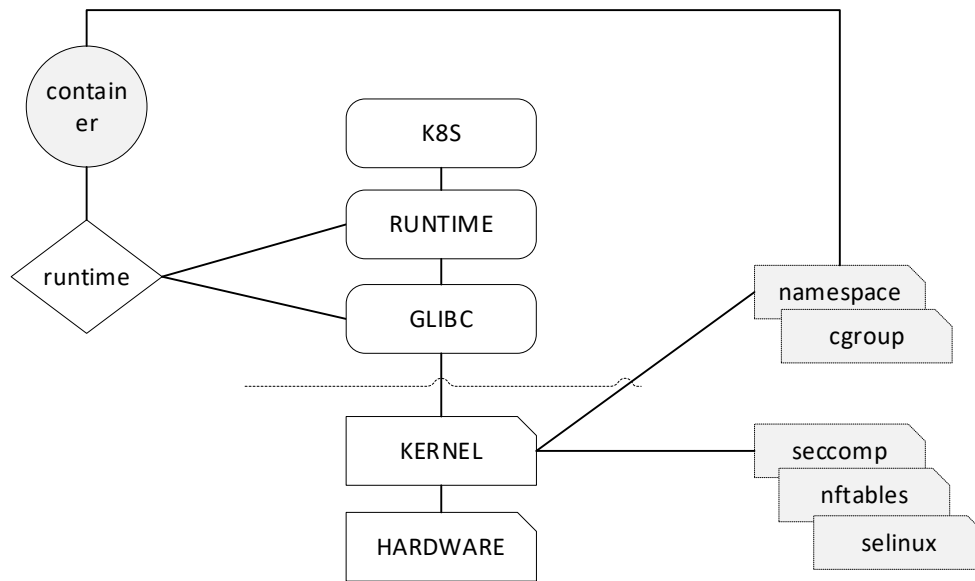 contain
er
K8S
RUNTIME
runtime
GLIBC
namespace
cgroup
KERNEL
seccomp
nftables
HARDWARE
selinux